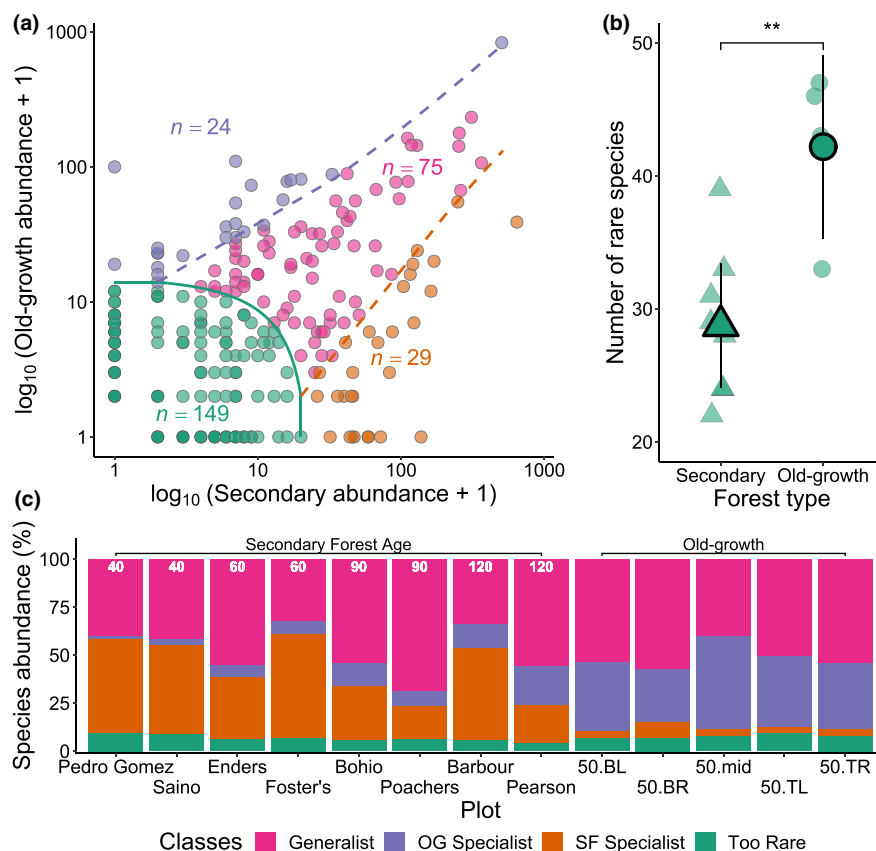 (a)
log10 (Old-growth abundance + 1)
1000
100
10
1
n = 24
n = 75
n = 29
n = 149
1 10 100 1000
log10 (Secondary abundance + 1)
(b)
Number of rare species
50
40
30
20
**
Secondary Old-growth
Forest type
(c)
Species abundance (%)
100
75
50
25
0
Secondary Forest Age Old-growth
40 40 60 60 90 90 120 120
Pedro Gomez Enders Bohio Barbour 50.BL 50.mid 50.TR
Saino Foster's Poachers Pearson 50.BR 50.TL
Plot
Classes Generalist OG Specialist SF Specialist Too Rare